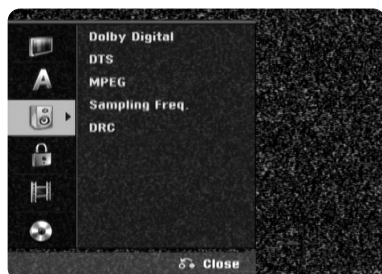 A
Dolby Digital
DTS
MPEG
Sampling Freq.
DRC
Close